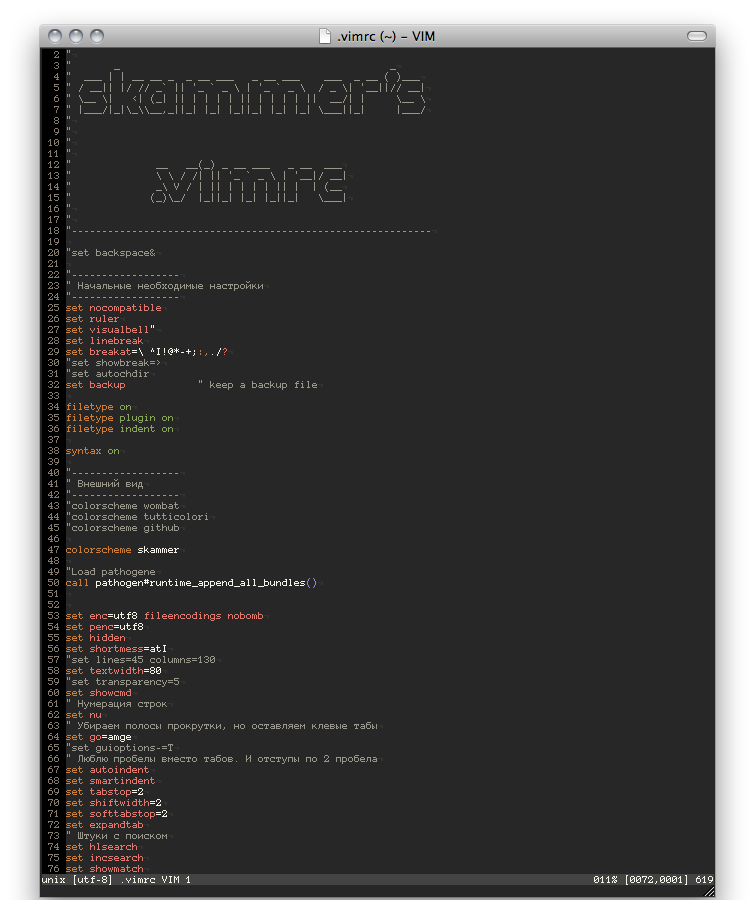 .vimrc (~) – VIM
2 "
3 "
4 "
5 " skammer's
6 "
7 "
8 "
9 "
10 "
11 "
12 "
13 " .vimrc
14 "
15 "
16 "
17 "
18 "------------------------------------------------------------
19
20 "set backspace&
21
22 "------------------
23 " Начальные необходимые настройки
24 "------------------
25 set nocompatible
26 set ruler
27 set visualbell"
28 set linebreak
29 set breakat=\ ^I!@*-+;:,./?
30 "set showbreak=>
31 "set autochdir
32 set backup " keep a backup file
33
34 filetype on
35 filetype plugin on
36 filetype indent on
37
38 syntax on
39
40 "------------------
41 " Внешний вид
42 "------------------
43 "colorscheme wombat
44 "colorscheme tutticolori
45 "colorscheme github
46
47 colorscheme skammer
48
49 "Load pathogene
50 call pathogen#runtime_append_all_bundles()
51
52
53 set enc=utf8 fileencodings nobomb
54 set penc=utf8
55 set hidden
56 set shortmess=atI
57 "set lines=45 columns=130
58 set textwidth=80
59 "set transparency=5
60 set showcmd
61 " Нумерация строк
62 set nu
63 " Убираем полосы прокрутки, но оставляем клевые табы
64 set go=amge
65 "set guioptions-=T
66 " Люблю пробелы вместо табов. И отступы по 2 пробела
67 set autoindent
68 set smartindent
69 set tabstop=2
70 set shiftwidth=2
71 set softtabstop=2
72 set expandtab
73 " Штуки с поиском
74 set hlsearch
75 set incsearch
76 set showmatch
unix [utf-8] .vimrc VIM 1 011% [0072,0001] 619